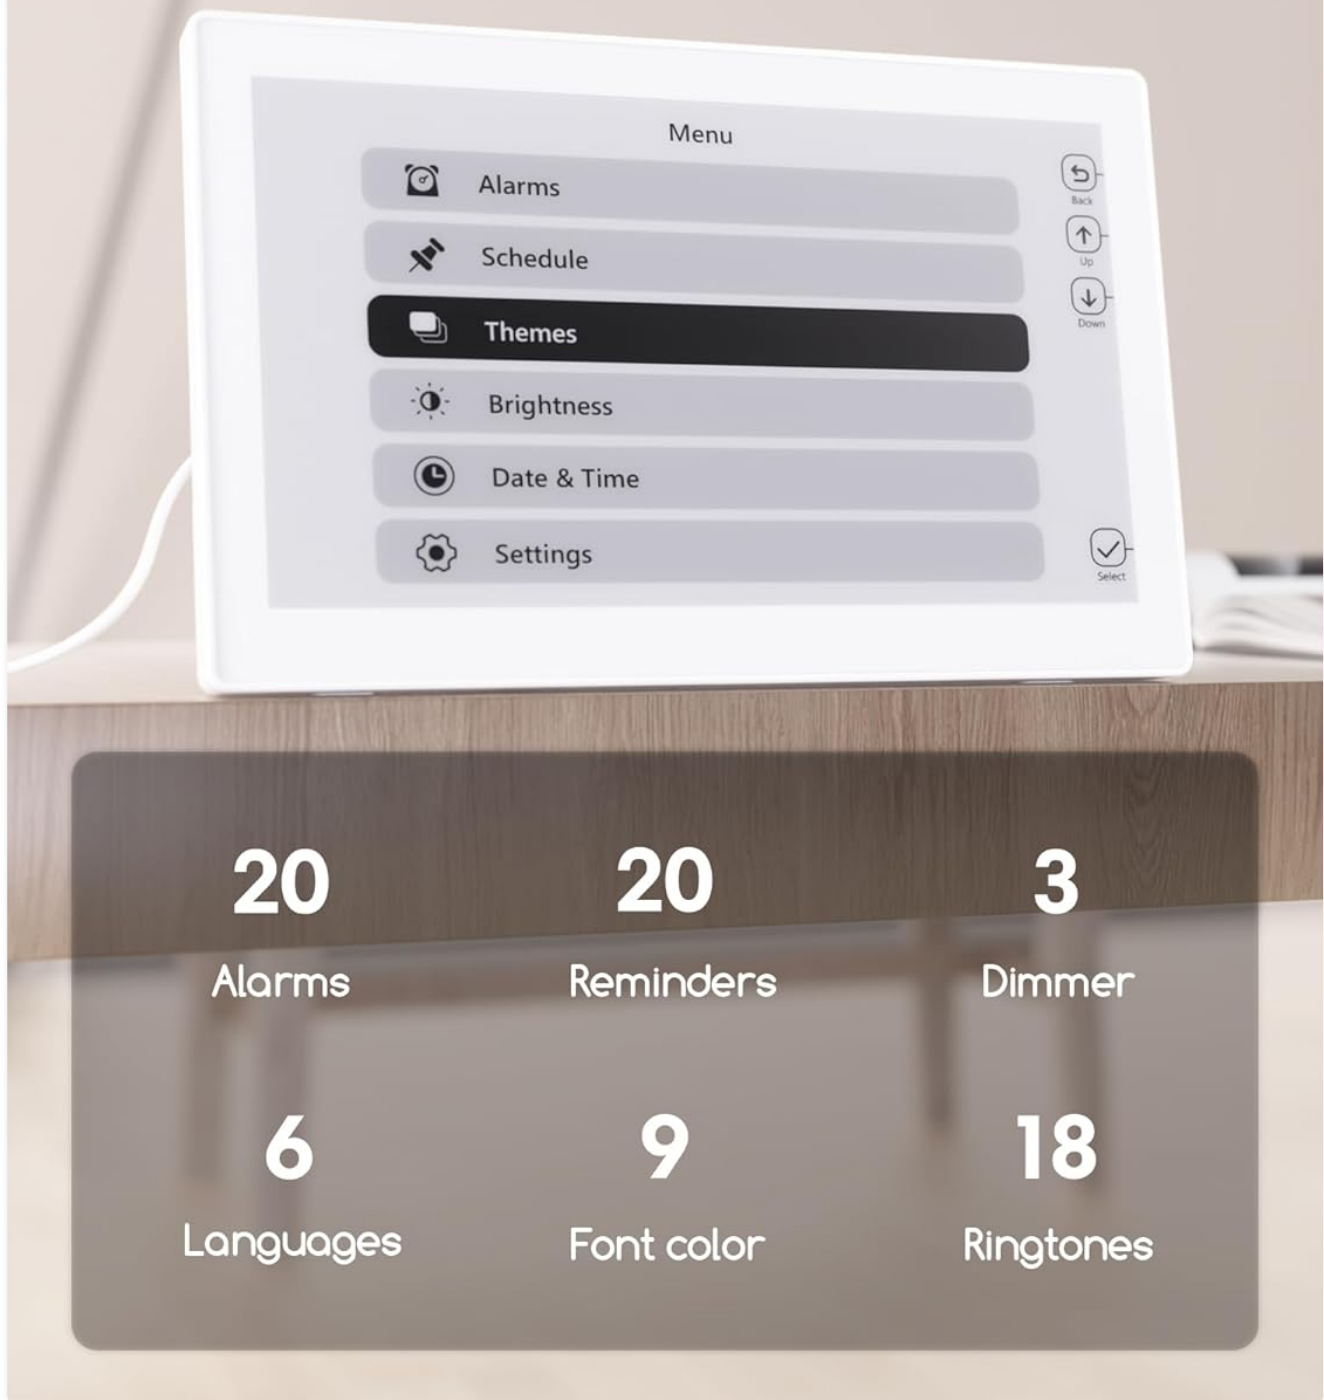 Menu
Alarms
Schedule
Themes
Brightness
Date & Time
Settings
Back
Up
Down
Select
20
Alarms
20
Reminders
3
Dimmer
6
Languages
9
Font color
18
Ringtones